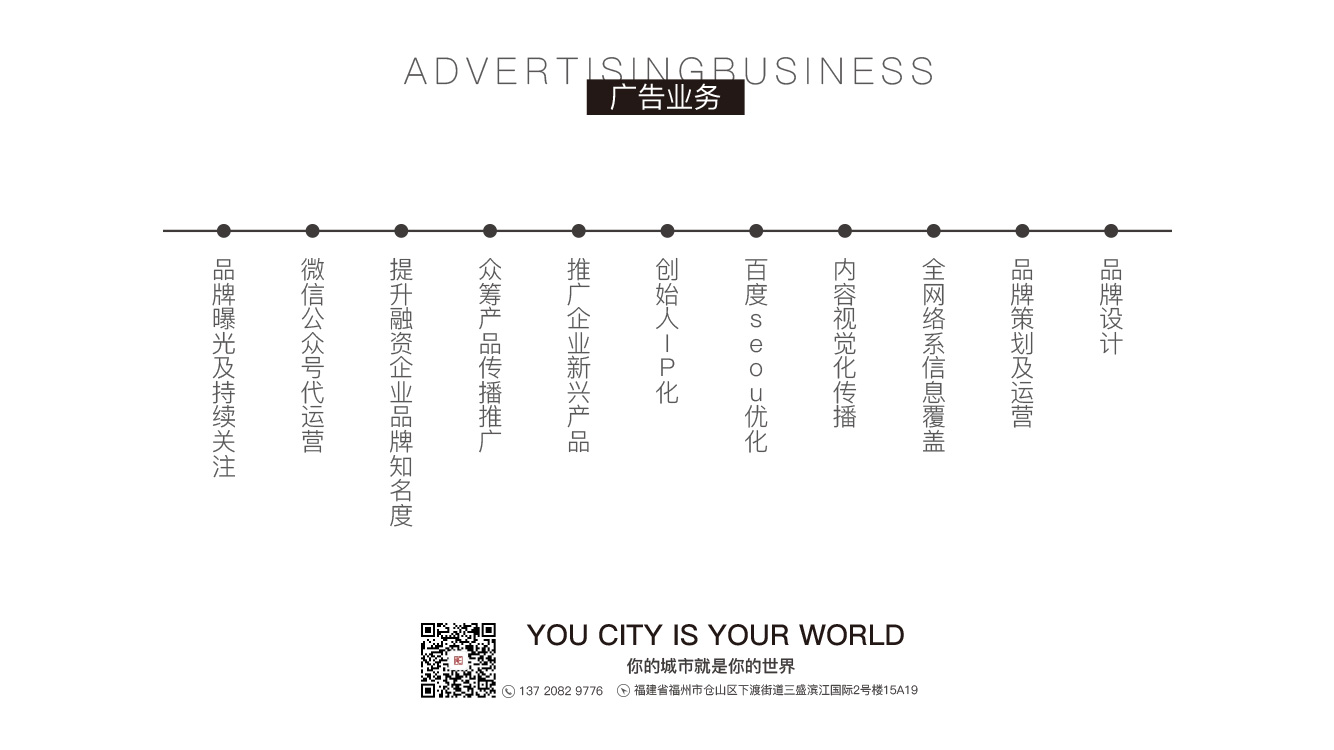 ADVERTISINGBUSINESS
广告业务
品牌曝光及持续关注
微信公众号代运营
提升融资企业品牌知名度
众筹产品传播推广
推广企业新兴产品
创始人IP化
百度seou优化
内容视觉化传播
全网络系信息覆盖
品牌策划及运营
品牌设计
YOU CITY IS YOUR WORLD
你的城市就是你的世界
137 2082 9776 福建省福州市仓山区下渡街道三盛滨江国际2号楼15A19